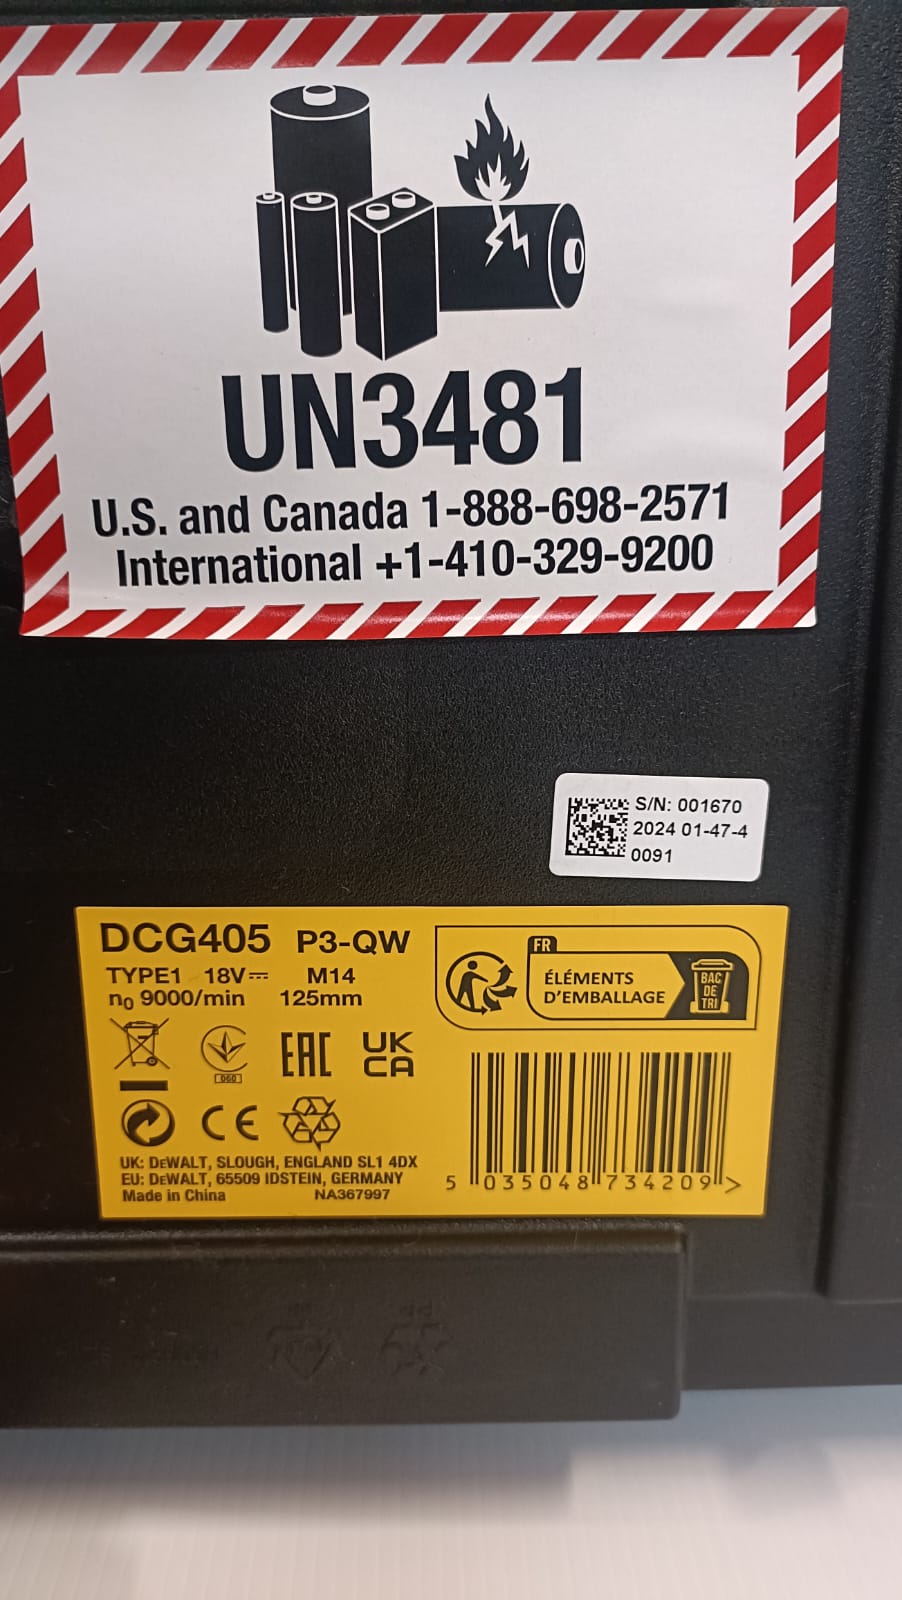 UN3481
U.S. and Canada 1-888-698-2571
International +1-410-329-9200
S/N: 001670
2024 01-47-4
0091
DCG405 P3-QW
TYPE1 18V⎓ M14
n₀ 9000/min 125mm
FR
ÉLÉMENTS
D'EMBALLAGE
BAC
DE
TRI
060
EAC
UK
CA
CE
UK: DEWALT, SLOUGH, ENGLAND SL1 4DX
EU: DEWALT, 65509 IDSTEIN, GERMANY
Made in China NA367997
5 035048 734209 >